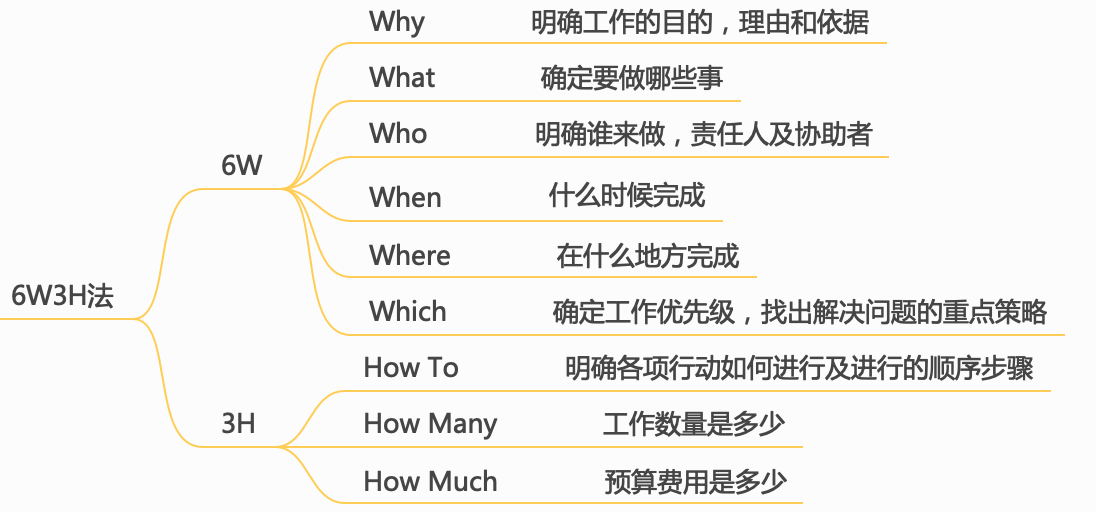 6W3H法
6W
Why 明确工作的目的，理由和依据
What 确定要做哪些事
Who 明确谁来做，责任人及协助者
When 什么时候完成
Where 在什么地方完成
Which 确定工作优先级，找出解决问题的重点策略
3H
How To 明确各项行动如何进行及进行的顺序步骤
How Many 工作数量是多少
How Much 预算费用是多少